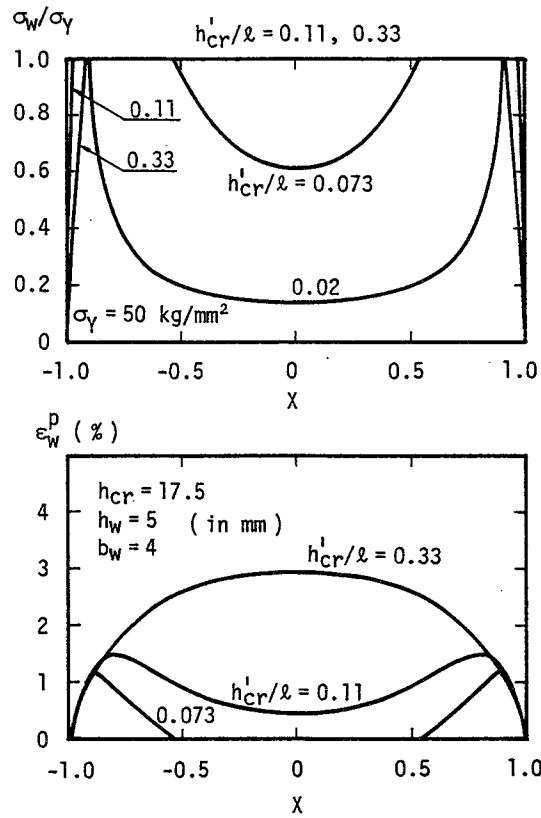 σw/σY
h'cr/ℓ = 0.11, 0.33
1.0
0.8
0.6
0.4
0.2
0
0.11
0.33
h'cr/ℓ = 0.073
0.02
σY = 50 kg/mm²
-1.0 -0.5 0 0.5 1.0
X
εwᵖ (%)
4
3
2
1
0
hcr = 17.5
hw = 5 (in mm)
bw = 4
h'cr/ℓ = 0.33
h'cr/ℓ = 0.11
0.073
-1.0 -0.5 0 0.5 1.0
X